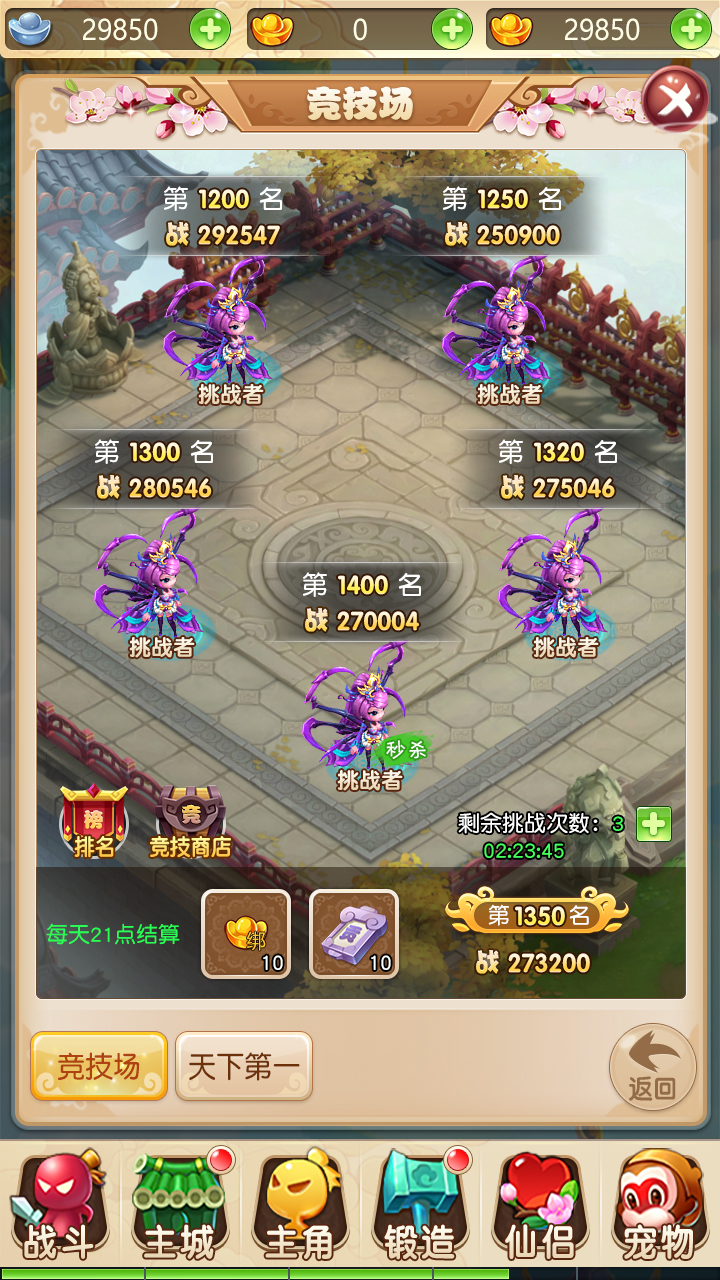 29850
0
29850
竞技场
第 1200 名
战 292547
挑战者
第 1250 名
战 250900
挑战者
第 1300 名
战 280546
挑战者
第 1320 名
战 275046
挑战者
第 1400 名
战 270004
秒杀
挑战者
榜
排名
竞
竞技商店
剩余挑战次数：3
02:23:45
每天21点结算
绑
10
10
第1350名
战 273200
竞技场
天下第一
返回
战斗
主城
主角
锻造
仙侣
宠物